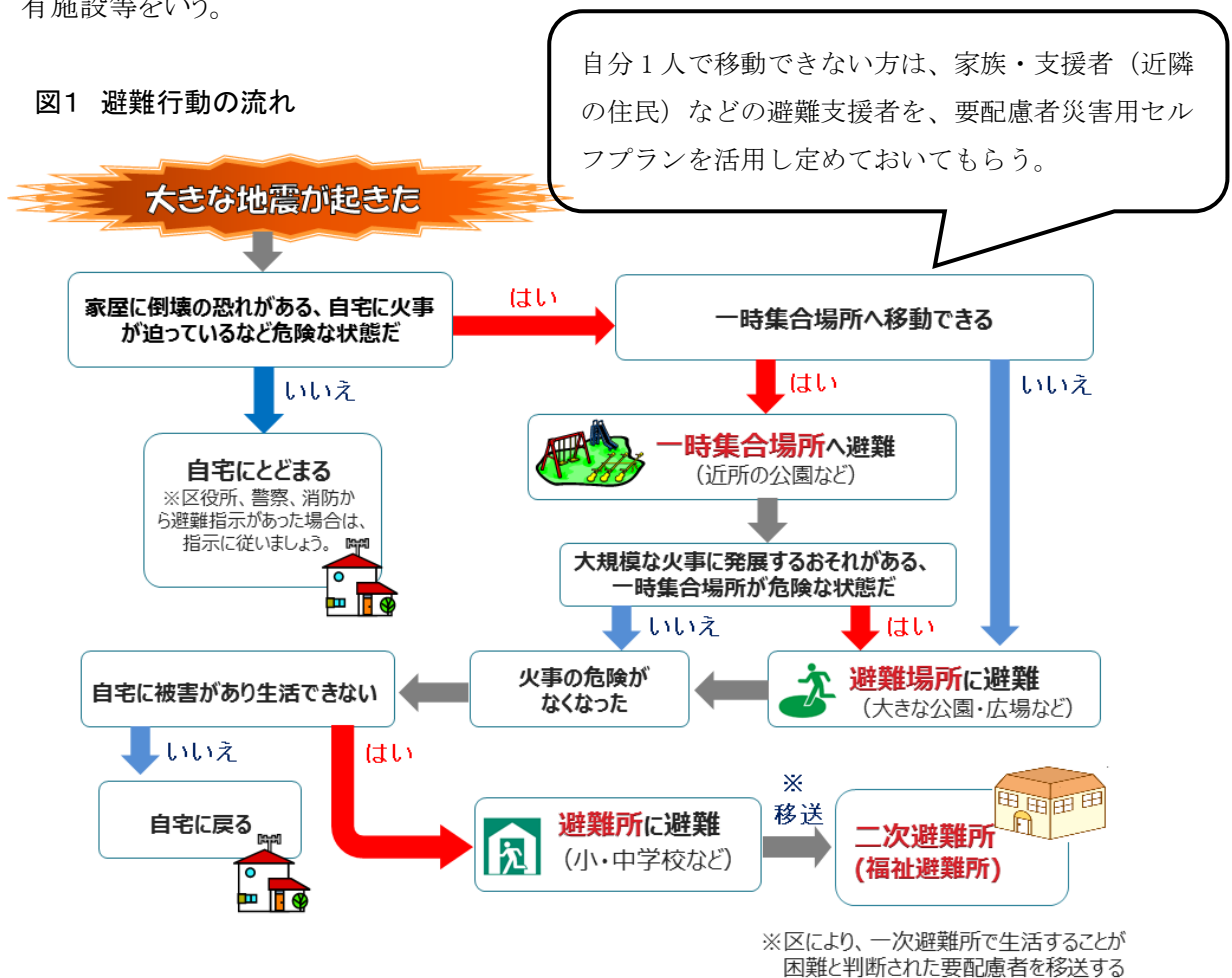 有施設等をいう。
自分1人で移動できない方は、家族・支援者（近隣
の住民）などの避難支援者を、要配慮者災害用セル
フプランを活用し定めておいてもらう。
図1 避難行動の流れ
大きな地震が起きた
家屋に倒壊の恐れがある、自宅に火事
が迫っているなど危険な状態だ
はい
一時集合場所へ移動できる
いいえ
はい
いいえ
自宅にとどまる
※区役所、警察、消防か
ら避難指示があった場合は、
指示に従いましょう。
一時集合場所へ避難
（近所の公園など）
大規模な火事に発展するおそれがある、
一時集合場所が危険な状態だ
いいえ
はい
自宅に被害があり生活できない
火事の危険が
なくなった
避難場所に避難
（大きな公園・広場など）
いいえ
はい
自宅に戻る
避難所に避難
（小・中学校など）
※
移送
二次避難所
(福祉避難所)
※区により、一次避難所で生活することが
困難と判断された要配慮者を移送する